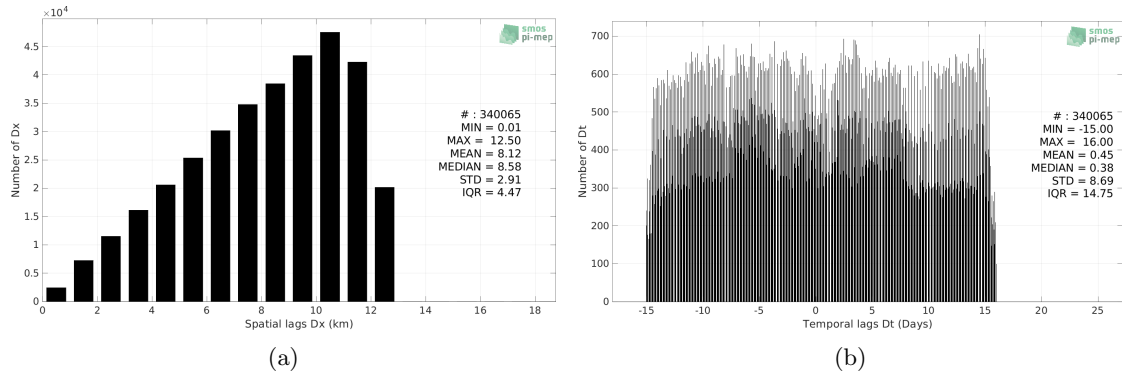 ×10⁴
4.5
4
3.5
3
2.5
2
1.5
1
0.5
0
Number of Dx
0 2 4 6 8 10 12 14 16 18
Spatial lags Dx (km)
smos
pi-mep
# : 340065
MIN = 0.01
MAX = 12.50
MEAN = 8.12
MEDIAN = 8.58
STD = 2.91
IQR = 4.47
(a)
700
600
500
400
300
200
100
0
Number of Dt
-15 -10 -5 0 5 10 15 20 25
Temporal lags Dt (Days)
smos
pi-mep
# : 340065
MIN = -15.00
MAX = 16.00
MEAN = 0.45
MEDIAN = 0.38
STD = 8.69
IQR = 14.75
(b)